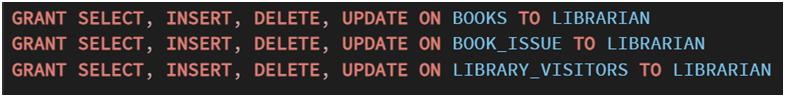 GRANT SELECT, INSERT, DELETE, UPDATE ON BOOKS TO LIBRARIAN
GRANT SELECT, INSERT, DELETE, UPDATE ON BOOK_ISSUE TO LIBRARIAN
GRANT SELECT, INSERT, DELETE, UPDATE ON LIBRARY_VISITORS TO LIBRARIAN